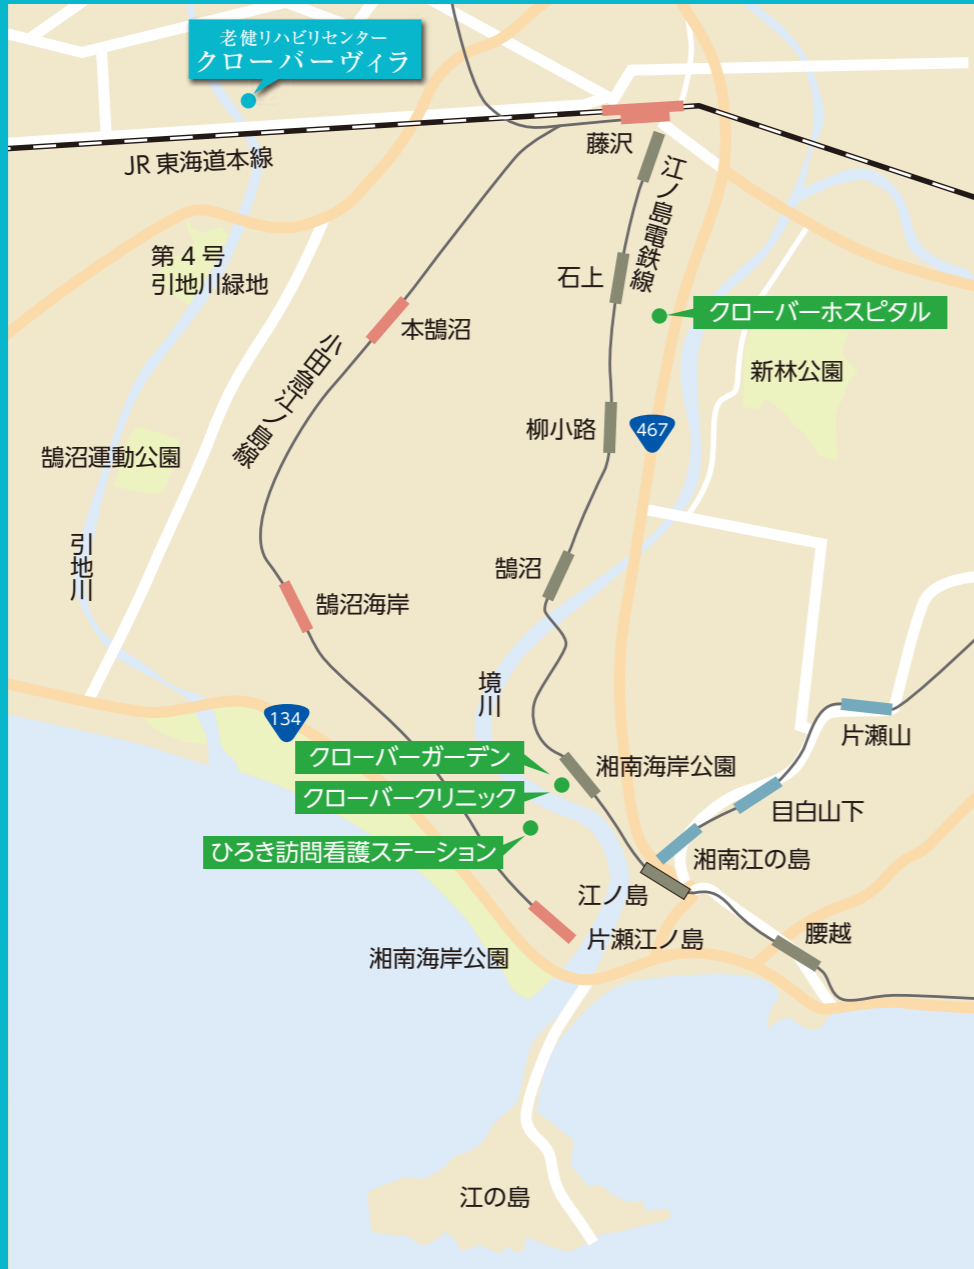 老健リハビリセンター
クローバーヴィラ
藤沢
JR 東海道本線
江ノ島電鉄線
第 4 号
引地川緑地
石上
クローバーホスピタル
本鵠沼
小田急江ノ島線
新林公園
柳小路
467
鵠沼運動公園
引地川
鵠沼
鵠沼海岸
境川
134
片瀬山
クローバーガーデン
湘南海岸公園
クローバークリニック
目白山下
ひろき訪問看護ステーション
湘南江の島
江ノ島
片瀬江ノ島
腰越
湘南海岸公園
江の島